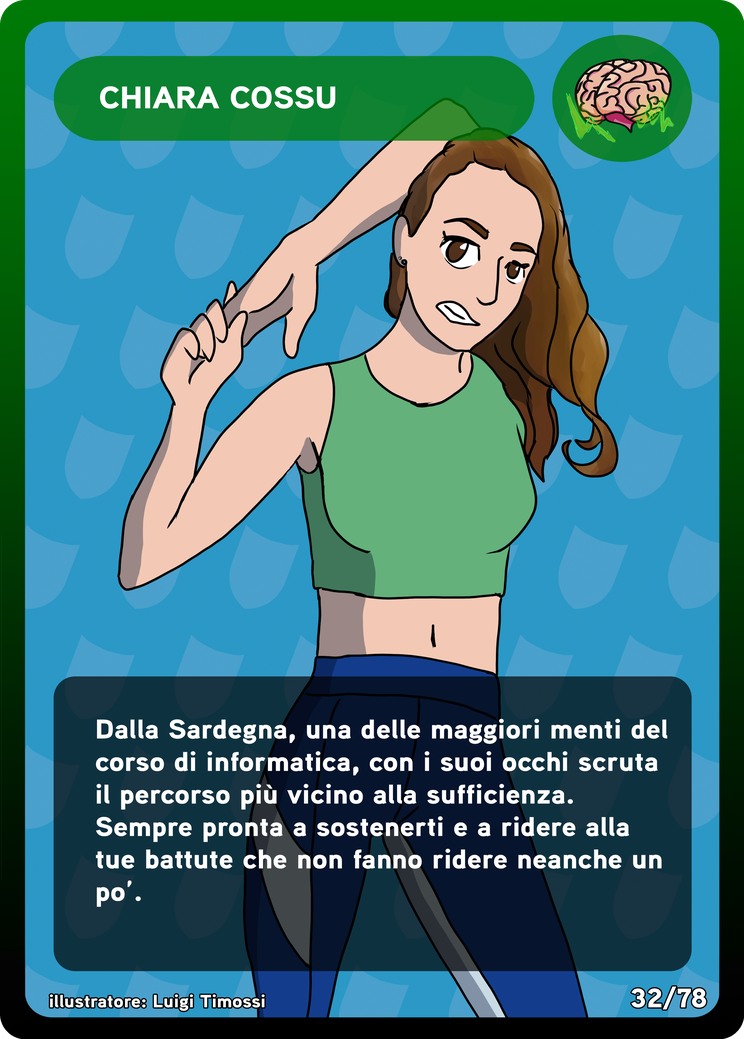 CHIARA COSSU
Dalla Sardegna, una delle maggiori menti del
corso di informatica, con i suoi occhi scruta
il percorso più vicino alla sufficienza.
Sempre pronta a sostenerti e a ridere alla
tue battute che non fanno ridere neanche un
po'.
illustratore: Luigi Timossi
32/78